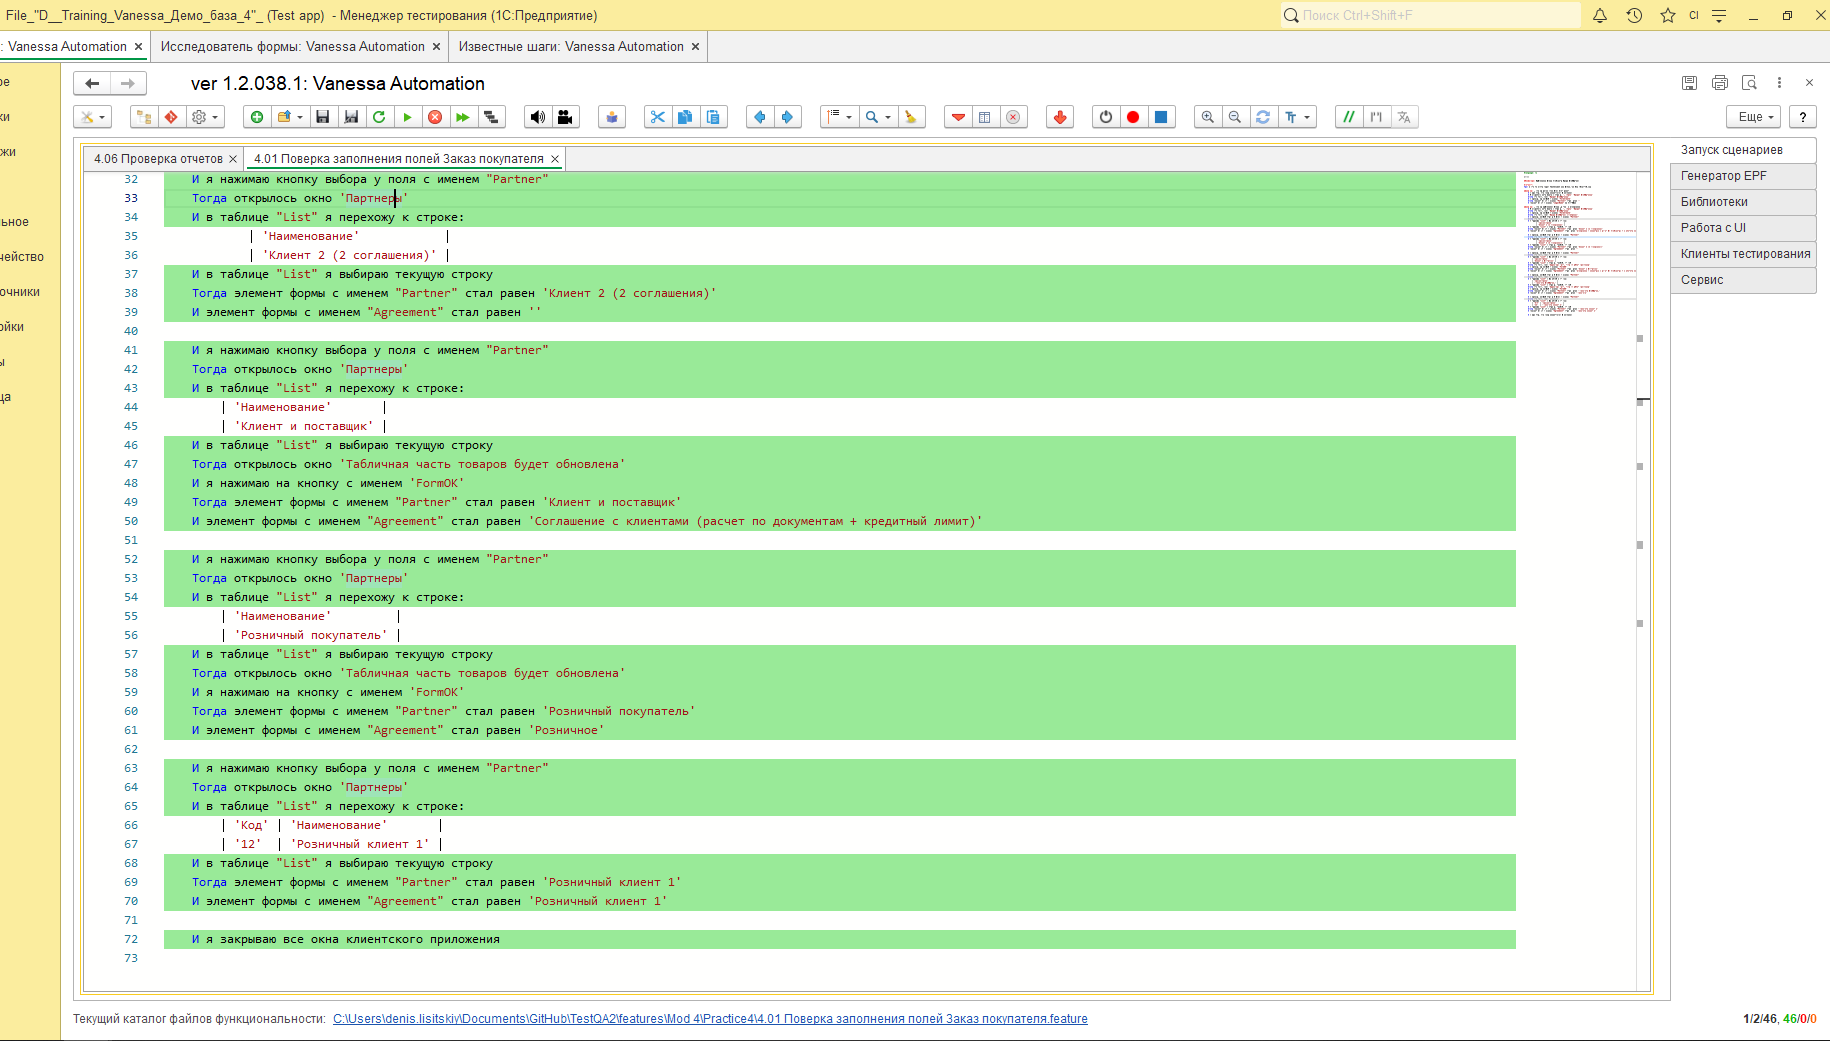 File_"D__Training_Vanessa_Демо_база_4"_ (Test app) - Менеджер тестирования (1С:Предприятие)
Поиск Ctrl+Shift+F
CI
: Vanessa Automation ×
Исследователь формы: Vanessa Automation ×
Известные шаги: Vanessa Automation ×
ver 1.2.038.1: Vanessa Automation
Еще
?
4.06 Проверка отчетов ×
4.01 Поверка заполнения полей Заказ покупателя ×
32 И я нажимаю кнопку выбора у поля с именем "Partner"
33 Тогда открылось окно 'Партнеры'
34 И в таблице "List" я перехожу к строке:
35 | 'Наименование' |
36 | 'Клиент 2 (2 соглашения)' |
37 И в таблице "List" я выбираю текущую строку
38 Тогда элемент формы с именем "Partner" стал равен 'Клиент 2 (2 соглашения)'
39 И элемент формы с именем "Agreement" стал равен ''
40
41 И я нажимаю кнопку выбора у поля с именем "Partner"
42 Тогда открылось окно 'Партнеры'
43 И в таблице "List" я перехожу к строке:
44 | 'Наименование' |
45 | 'Клиент и поставщик' |
46 И в таблице "List" я выбираю текущую строку
47 Тогда открылось окно 'Табличная часть товаров будет обновлена'
48 И я нажимаю на кнопку с именем 'FormOK'
49 Тогда элемент формы с именем "Partner" стал равен 'Клиент и поставщик'
50 И элемент формы с именем "Agreement" стал равен 'Соглашение с клиентами (расчет по документам + кредитный лимит)'
51
52 И я нажимаю кнопку выбора у поля с именем "Partner"
53 Тогда открылось окно 'Партнеры'
54 И в таблице "List" я перехожу к строке:
55 | 'Наименование' |
56 | 'Розничный покупатель' |
57 И в таблице "List" я выбираю текущую строку
58 Тогда открылось окно 'Табличная часть товаров будет обновлена'
59 И я нажимаю на кнопку с именем 'FormOK'
60 Тогда элемент формы с именем "Partner" стал равен 'Розничный покупатель'
61 И элемент формы с именем "Agreement" стал равен 'Розничное'
62
63 И я нажимаю кнопку выбора у поля с именем "Partner"
64 Тогда открылось окно 'Партнеры'
65 И в таблице "List" я перехожу к строке:
66 | 'Код' | 'Наименование' |
67 | '12' | 'Розничный клиент 1' |
68 И в таблице "List" я выбираю текущую строку
69 Тогда элемент формы с именем "Partner" стал равен 'Розничный клиент 1'
70 И элемент формы с именем "Agreement" стал равен 'Розничный клиент 1'
71
72 И я закрываю все окна клиентского приложения
73
Запуск сценариев
Генератор EPF
Библиотеки
Работа с UI
Клиенты тестирования
Сервис
ое
ки
жи
льное
чейство
очники
ойки
ы
ца
Текущий каталог файлов функциональности: C:\Users\denis.lisitskiy\Documents\GitHub\TestQA2\features\Mod 4\Practice4\4.01 Поверка заполнения полей Заказ покупателя.feature
1/2/46, 46/0/0